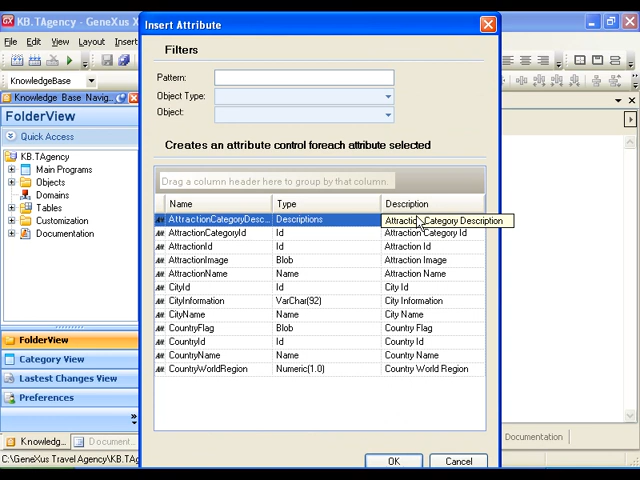 KB.TAgency - GeneXus X
File Edit View Layout Insert
KnowledgeBase
Knowledge Base Navig...
FolderView
Quick Access
KB.TAgency
Main Programs
Objects
Domains
Tables
Customization
Documentation
FolderView
Category View
Lastest Changes View
Preferences
Knowledg...
Document...
C:\GeneXus Travel Agency\KB.TAg
Insert Attribute
Filters
Pattern:
Object Type:
Object:
Creates an attribute control foreach attribute selected
Drag a column header here to group by that column.
Name Type Description
AttractionCategoryDesc... Descriptions Attraction Category Description
AttractionCategoryId Id Attraction Category Id
AttractionId Id Attraction Id
AttractionImage Blob Attraction Image
AttractionName Name Attraction Name
CityId Id City Id
CityInformation VarChar(92) City Information
CityName Name City Name
CountryFlag Blob Country Flag
CountryId Id Country Id
CountryName Name Country Name
CountryWorldRegion Numeric(1.0) Country World Region
OK Cancel
Documentation